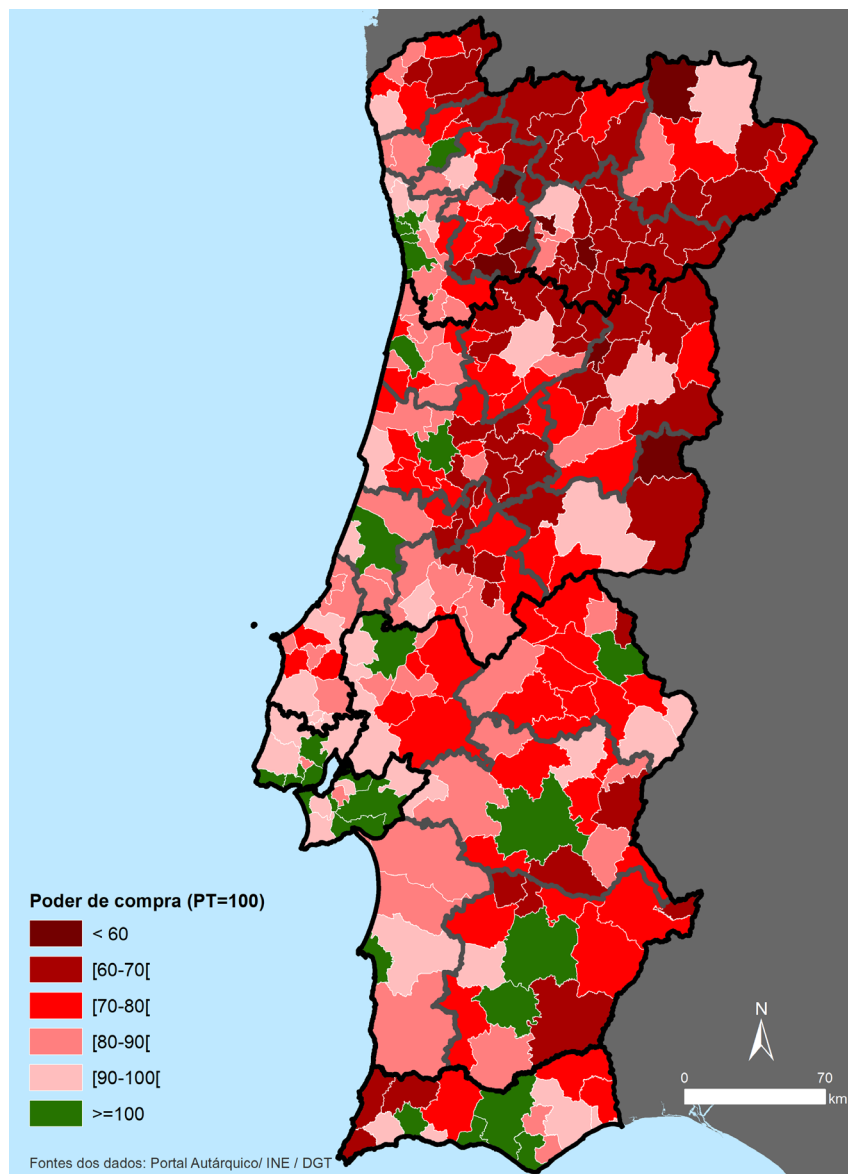 Poder de compra (PT=100)
< 60
[60-70[
[70-80[
[80-90[
[90-100[
>=100
N
0 70
km
Fontes dos dados: Portal Autárquico/ INE / DGT